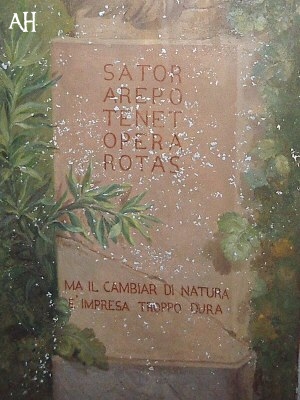 AH
SATOR
AREPO
TENET
OPERA
ROTAS
MA IL CAMBIAR DI NATURA
E IMPRESA TROPPO DURA